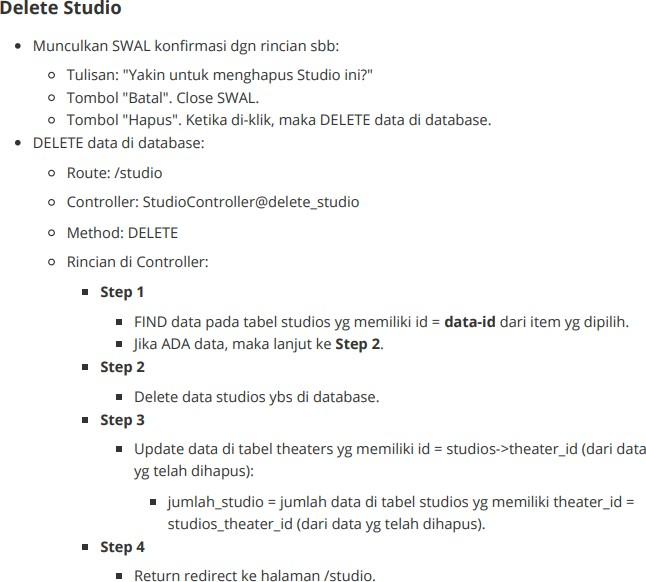 Delete Studio
Munculkan SWAL konfirmasi dgn rincian sbb:
Tulisan: "Yakin untuk menghapus Studio ini?"
Tombol "Batal". Close SWAL.
Tombol "Hapus". Ketika di-klik, maka DELETE data di database.
DELETE data di database:
Route: /studio
Controller: StudioController@delete_studio
Method: DELETE
Rincian di Controller:
Step 1
FIND data pada tabel studios yg memiliki id = data-id dari item yg dipilih.
Jika ADA data, maka lanjut ke Step 2.
Step 2
Delete data studios ybs di database.
Step 3
Update data di tabel theaters yg memiliki id = studios->theater_id (dari data
yg telah dihapus):
jumlah_studio = jumlah data di tabel studios yg memiliki theater_id =
studios_theater_id (dari data yg telah dihapus).
Step 4
Return redirect ke halaman /studio.